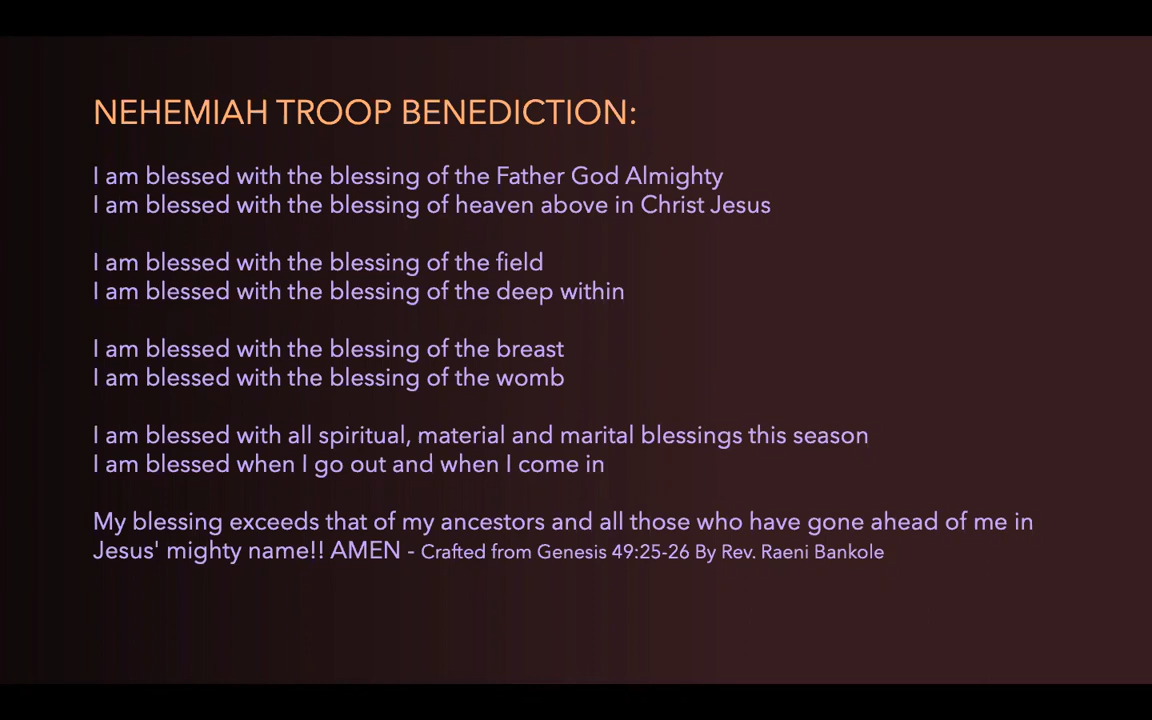 NEHEMIAH TROOP BENEDICTION:
I am blessed with the blessing of the Father God Almighty
I am blessed with the blessing of heaven above in Christ Jesus
I am blessed with the blessing of the field
I am blessed with the blessing of the deep within
I am blessed with the blessing of the breast
I am blessed with the blessing of the womb
I am blessed with all spiritual, material and marital blessings this season
I am blessed when I go out and when I come in
My blessing exceeds that of my ancestors and all those who have gone ahead of me in
Jesus' mighty name!! AMEN - Crafted from Genesis 49:25-26 By Rev. Raeni Bankole